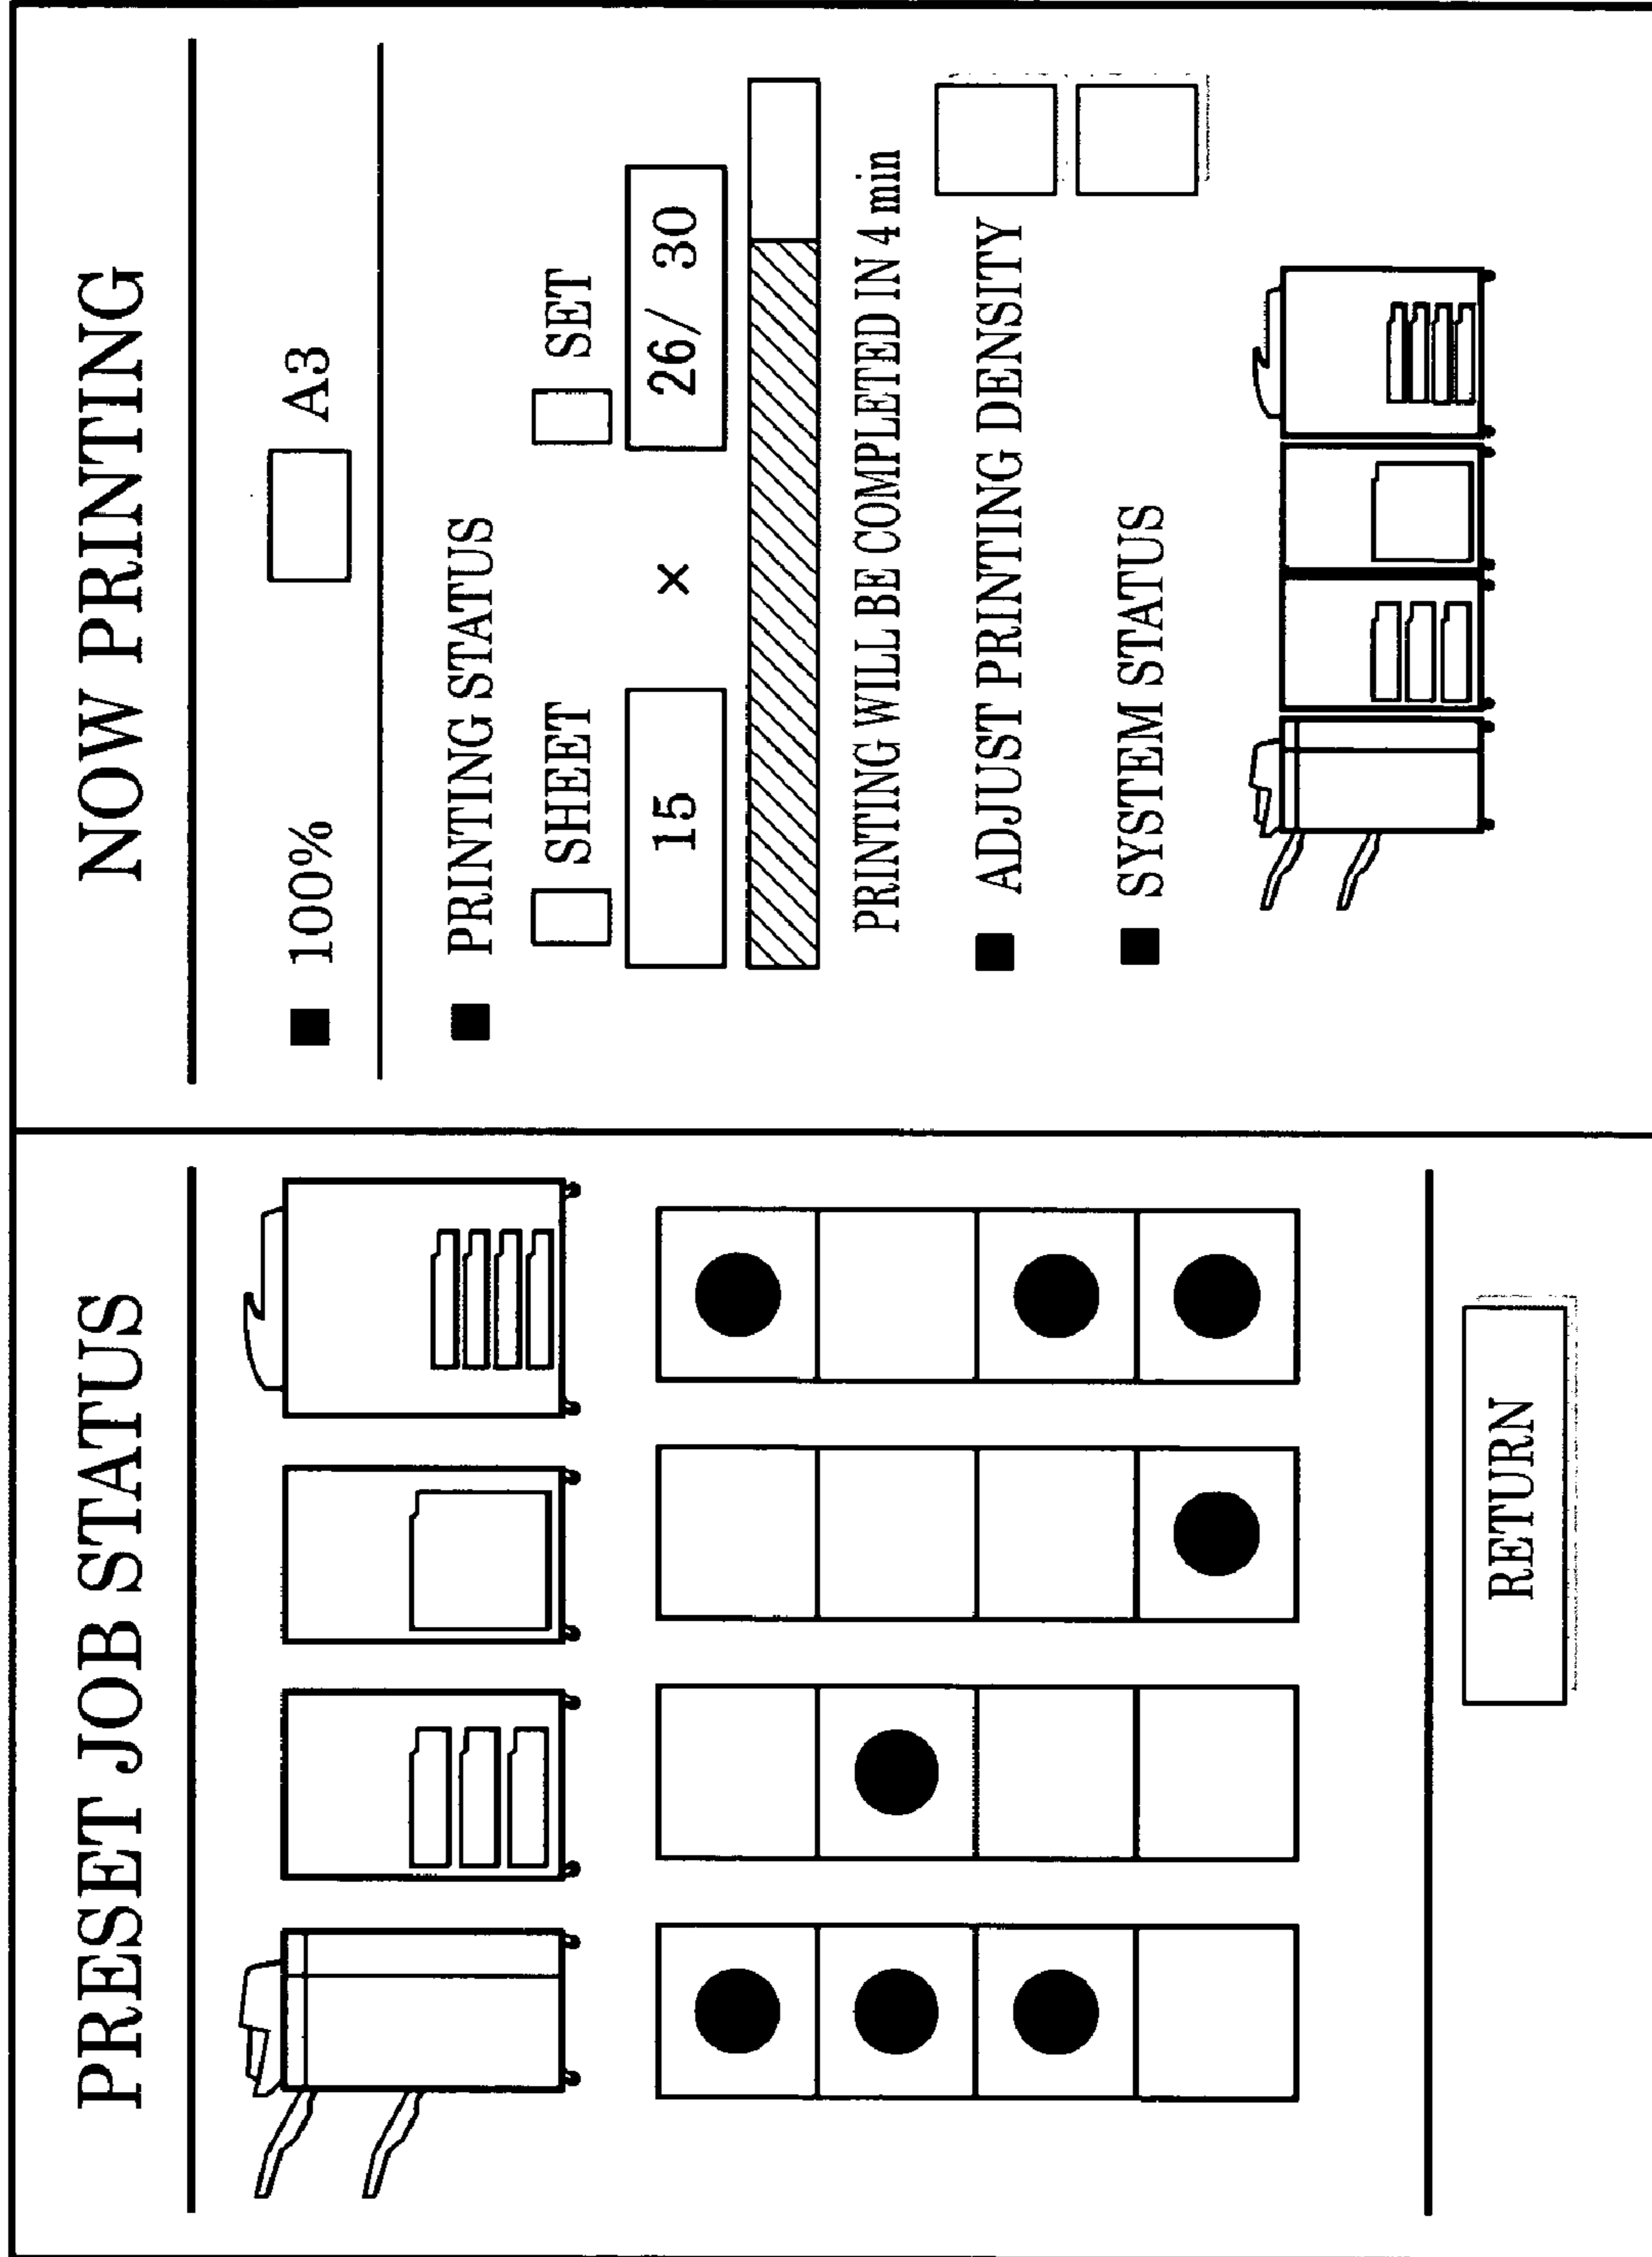 PRESET JOB STATUS
RETURN
NOW PRINTING
■ 100% A3
■ PRINTING STATUS
SHEET SET
15 × 26/ 30
PRINTING WILL BE COMPLETED IN 4 min
■ ADJUST PRINTING DENSITY
■ SYSTEM STATUS